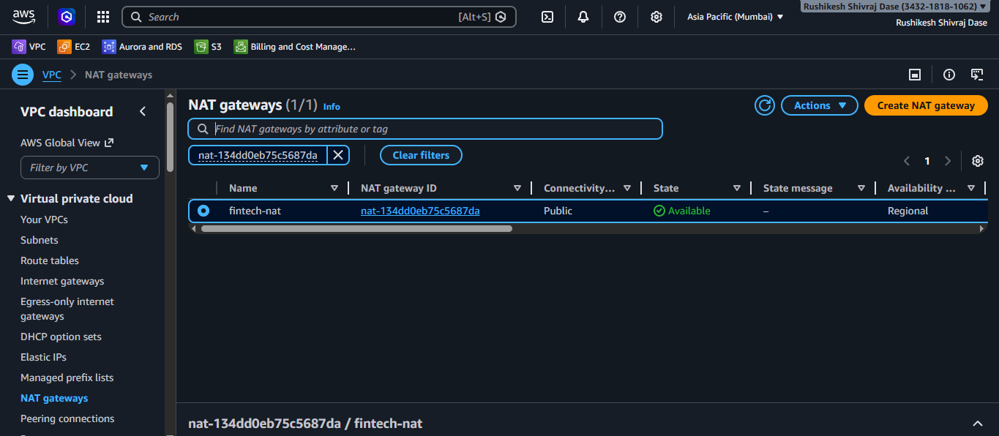 aws
Search [Alt+S]
Asia Pacific (Mumbai)
Rushikesh Shivraj Dase (3432-1818-1062)
Rushikesh Shivraj Dase
VPC EC2 Aurora and RDS S3 Billing and Cost Manage...
VPC NAT gateways
VPC dashboard
AWS Global View
Filter by VPC
Virtual private cloud
Your VPCs
Subnets
Route tables
Internet gateways
Egress-only internet
gateways
DHCP option sets
Elastic IPs
Managed prefix lists
NAT gateways
Peering connections
NAT gateways (1/1) Info
Actions
Create NAT gateway
Find NAT gateways by attribute or tag
nat-134dd0eb75c5687da
Clear filters
1
Name NAT gateway ID Connectivity... State State message Availability ...
fintech-nat nat-134dd0eb75c5687da Public Available – Regional
nat-134dd0eb75c5687da / fintech-nat